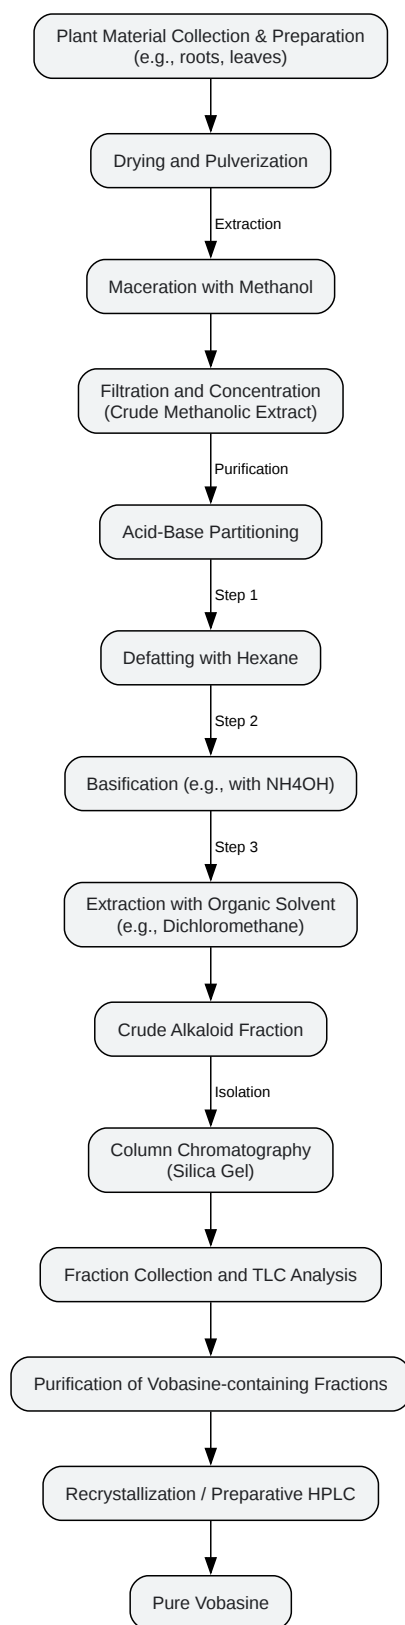 Plant Material Collection & Preparation
(e.g., roots, leaves)
Drying and Pulverization
Extraction
Maceration with Methanol
Filtration and Concentration
(Crude Methanolic Extract)
Purification
Acid-Base Partitioning
Step 1
Defatting with Hexane
Step 2
Basification (e.g., with NH4OH)
Step 3
Extraction with Organic Solvent
(e.g., Dichloromethane)
Crude Alkaloid Fraction
Isolation
Column Chromatography
(Silica Gel)
Fraction Collection and TLC Analysis
Purification of Vobasine-containing Fractions
Recrystallization / Preparative HPLC
Pure Vobasine